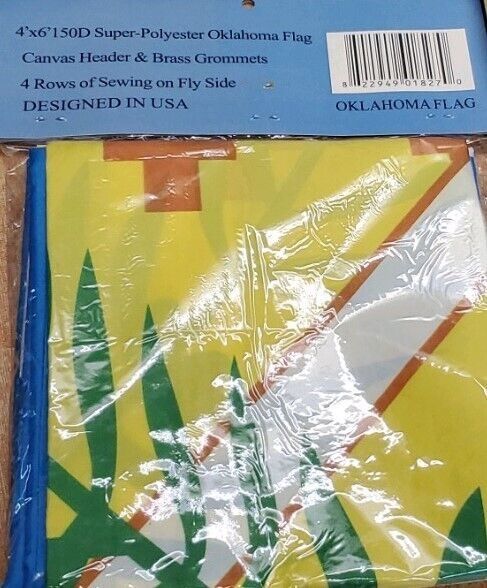 4'x6'150D Super-Polyester Oklahoma Flag
Canvas Header & Brass Grommets
4 Rows of Sewing on Fly Side
DESIGNED IN USA
8 22949 01827 0
OKLAHOMA FLAG